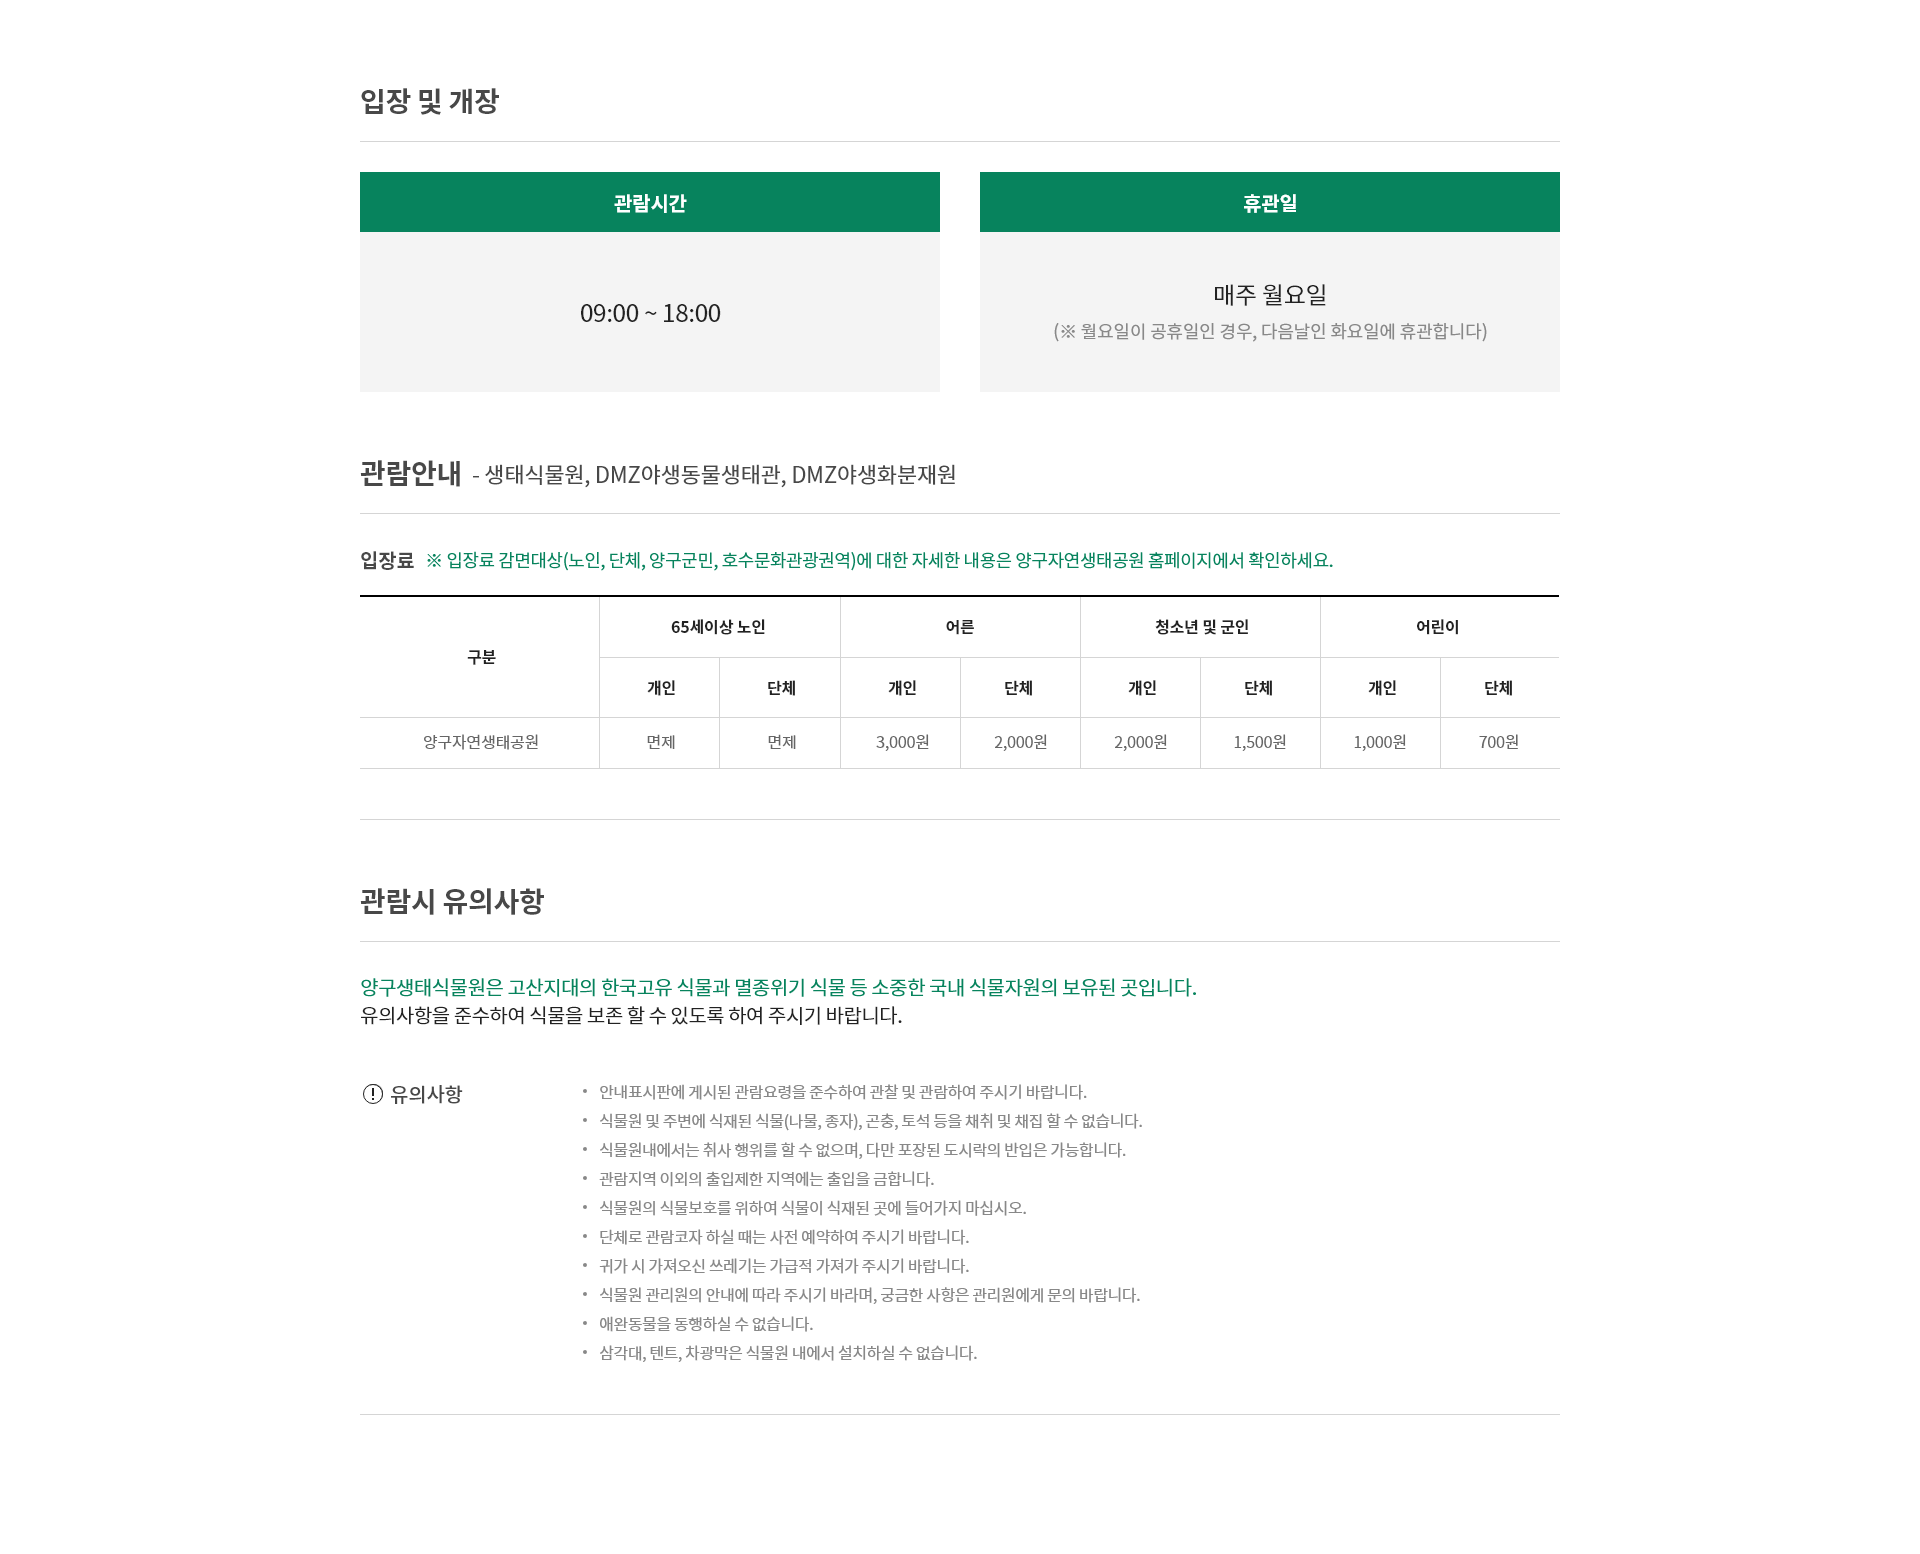 입장 및 개장
관람시간
휴관일
09:00 ~ 18:00
매주 월요일
(※ 월요일이 공휴일인 경우, 다음날인 화요일에 휴관합니다)
관람안내 - 생태식물원, DMZ야생동물생태관, DMZ야생화분재원
입장료 ※ 입장료 감면대상(노인, 단체, 양구군민, 호수문화관광권역)에 대한 자세한 내용은 양구자연생태공원 홈페이지에서 확인하세요.
구분 65세이상 노인 어른 청소년 및 군인 어린이
개인 단체 개인 단체 개인 단체 개인 단체
양구자연생태공원 면제 면제 3,000원 2,000원 2,000원 1,500원 1,000원 700원
관람시 유의사항
양구생태식물원은 고산지대의 한국고유 식물과 멸종위기 식물 등 소중한 국내 식물자원의 보유된 곳입니다.
유의사항을 준수하여 식물을 보존 할 수 있도록 하여 주시기 바랍니다.
유의사항
• 안내표시판에 게시된 관람요령을 준수하여 관찰 및 관람하여 주시기 바랍니다.
• 식물원 및 주변에 식재된 식물(나물, 종자), 곤충, 토석 등을 채취 및 채집 할 수 없습니다.
• 식물원내에서는 취사 행위를 할 수 없으며, 다만 포장된 도시락의 반입은 가능합니다.
• 관람지역 이외의 출입제한 지역에는 출입을 금합니다.
• 식물원의 식물보호를 위하여 식물이 식재된 곳에 들어가지 마십시오.
• 단체로 관람코자 하실 때는 사전 예약하여 주시기 바랍니다.
• 귀가 시 가져오신 쓰레기는 가급적 가져가 주시기 바랍니다.
• 식물원 관리원의 안내에 따라 주시기 바라며, 궁금한 사항은 관리원에게 문의 바랍니다.
• 애완동물을 동행하실 수 없습니다.
• 삼각대, 텐트, 차광막은 식물원 내에서 설치하실 수 없습니다.